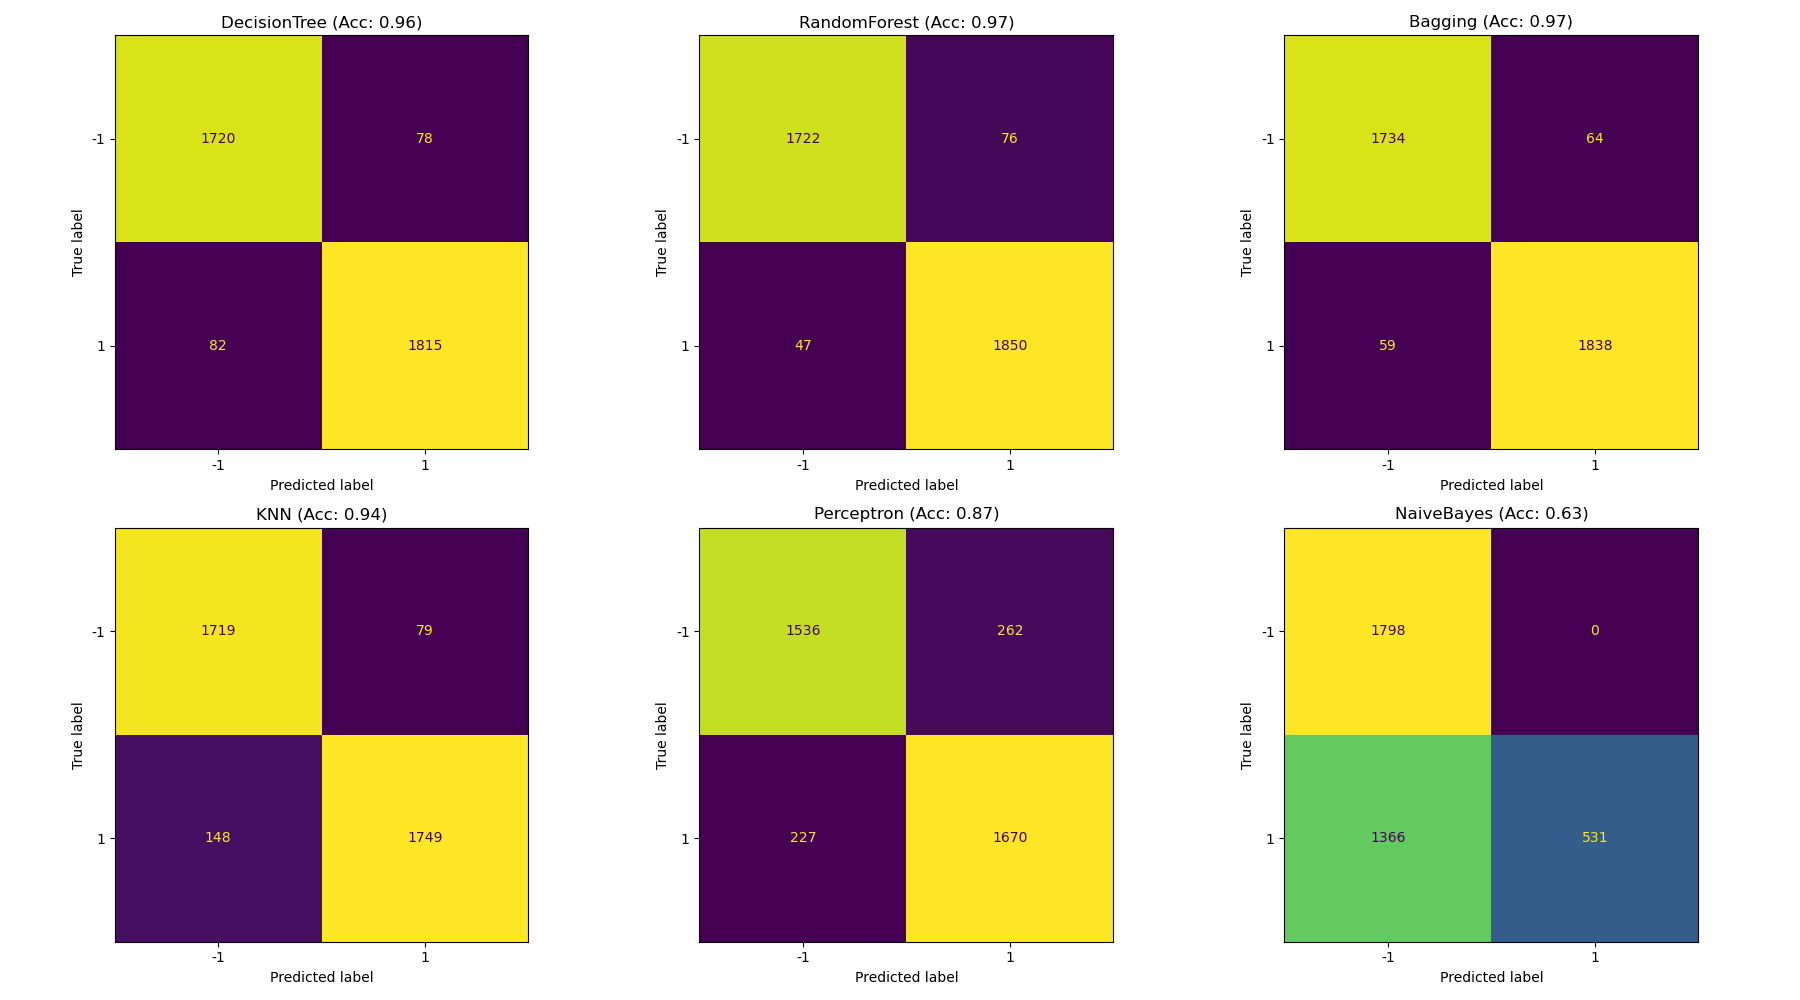 DecisionTree (Acc: 0.96)
1720
78
82
1815
-1
1
-1
1
True label
Predicted label
RandomForest (Acc: 0.97)
1722
76
47
1850
-1
1
-1
1
True label
Predicted label
Bagging (Acc: 0.97)
1734
64
59
1838
-1
1
-1
1
True label
Predicted label
KNN (Acc: 0.94)
1719
79
148
1749
-1
1
-1
1
True label
Predicted label
Perceptron (Acc: 0.87)
1536
262
227
1670
-1
1
-1
1
True label
Predicted label
NaiveBayes (Acc: 0.63)
1798
0
1366
531
-1
1
-1
1
True label
Predicted label